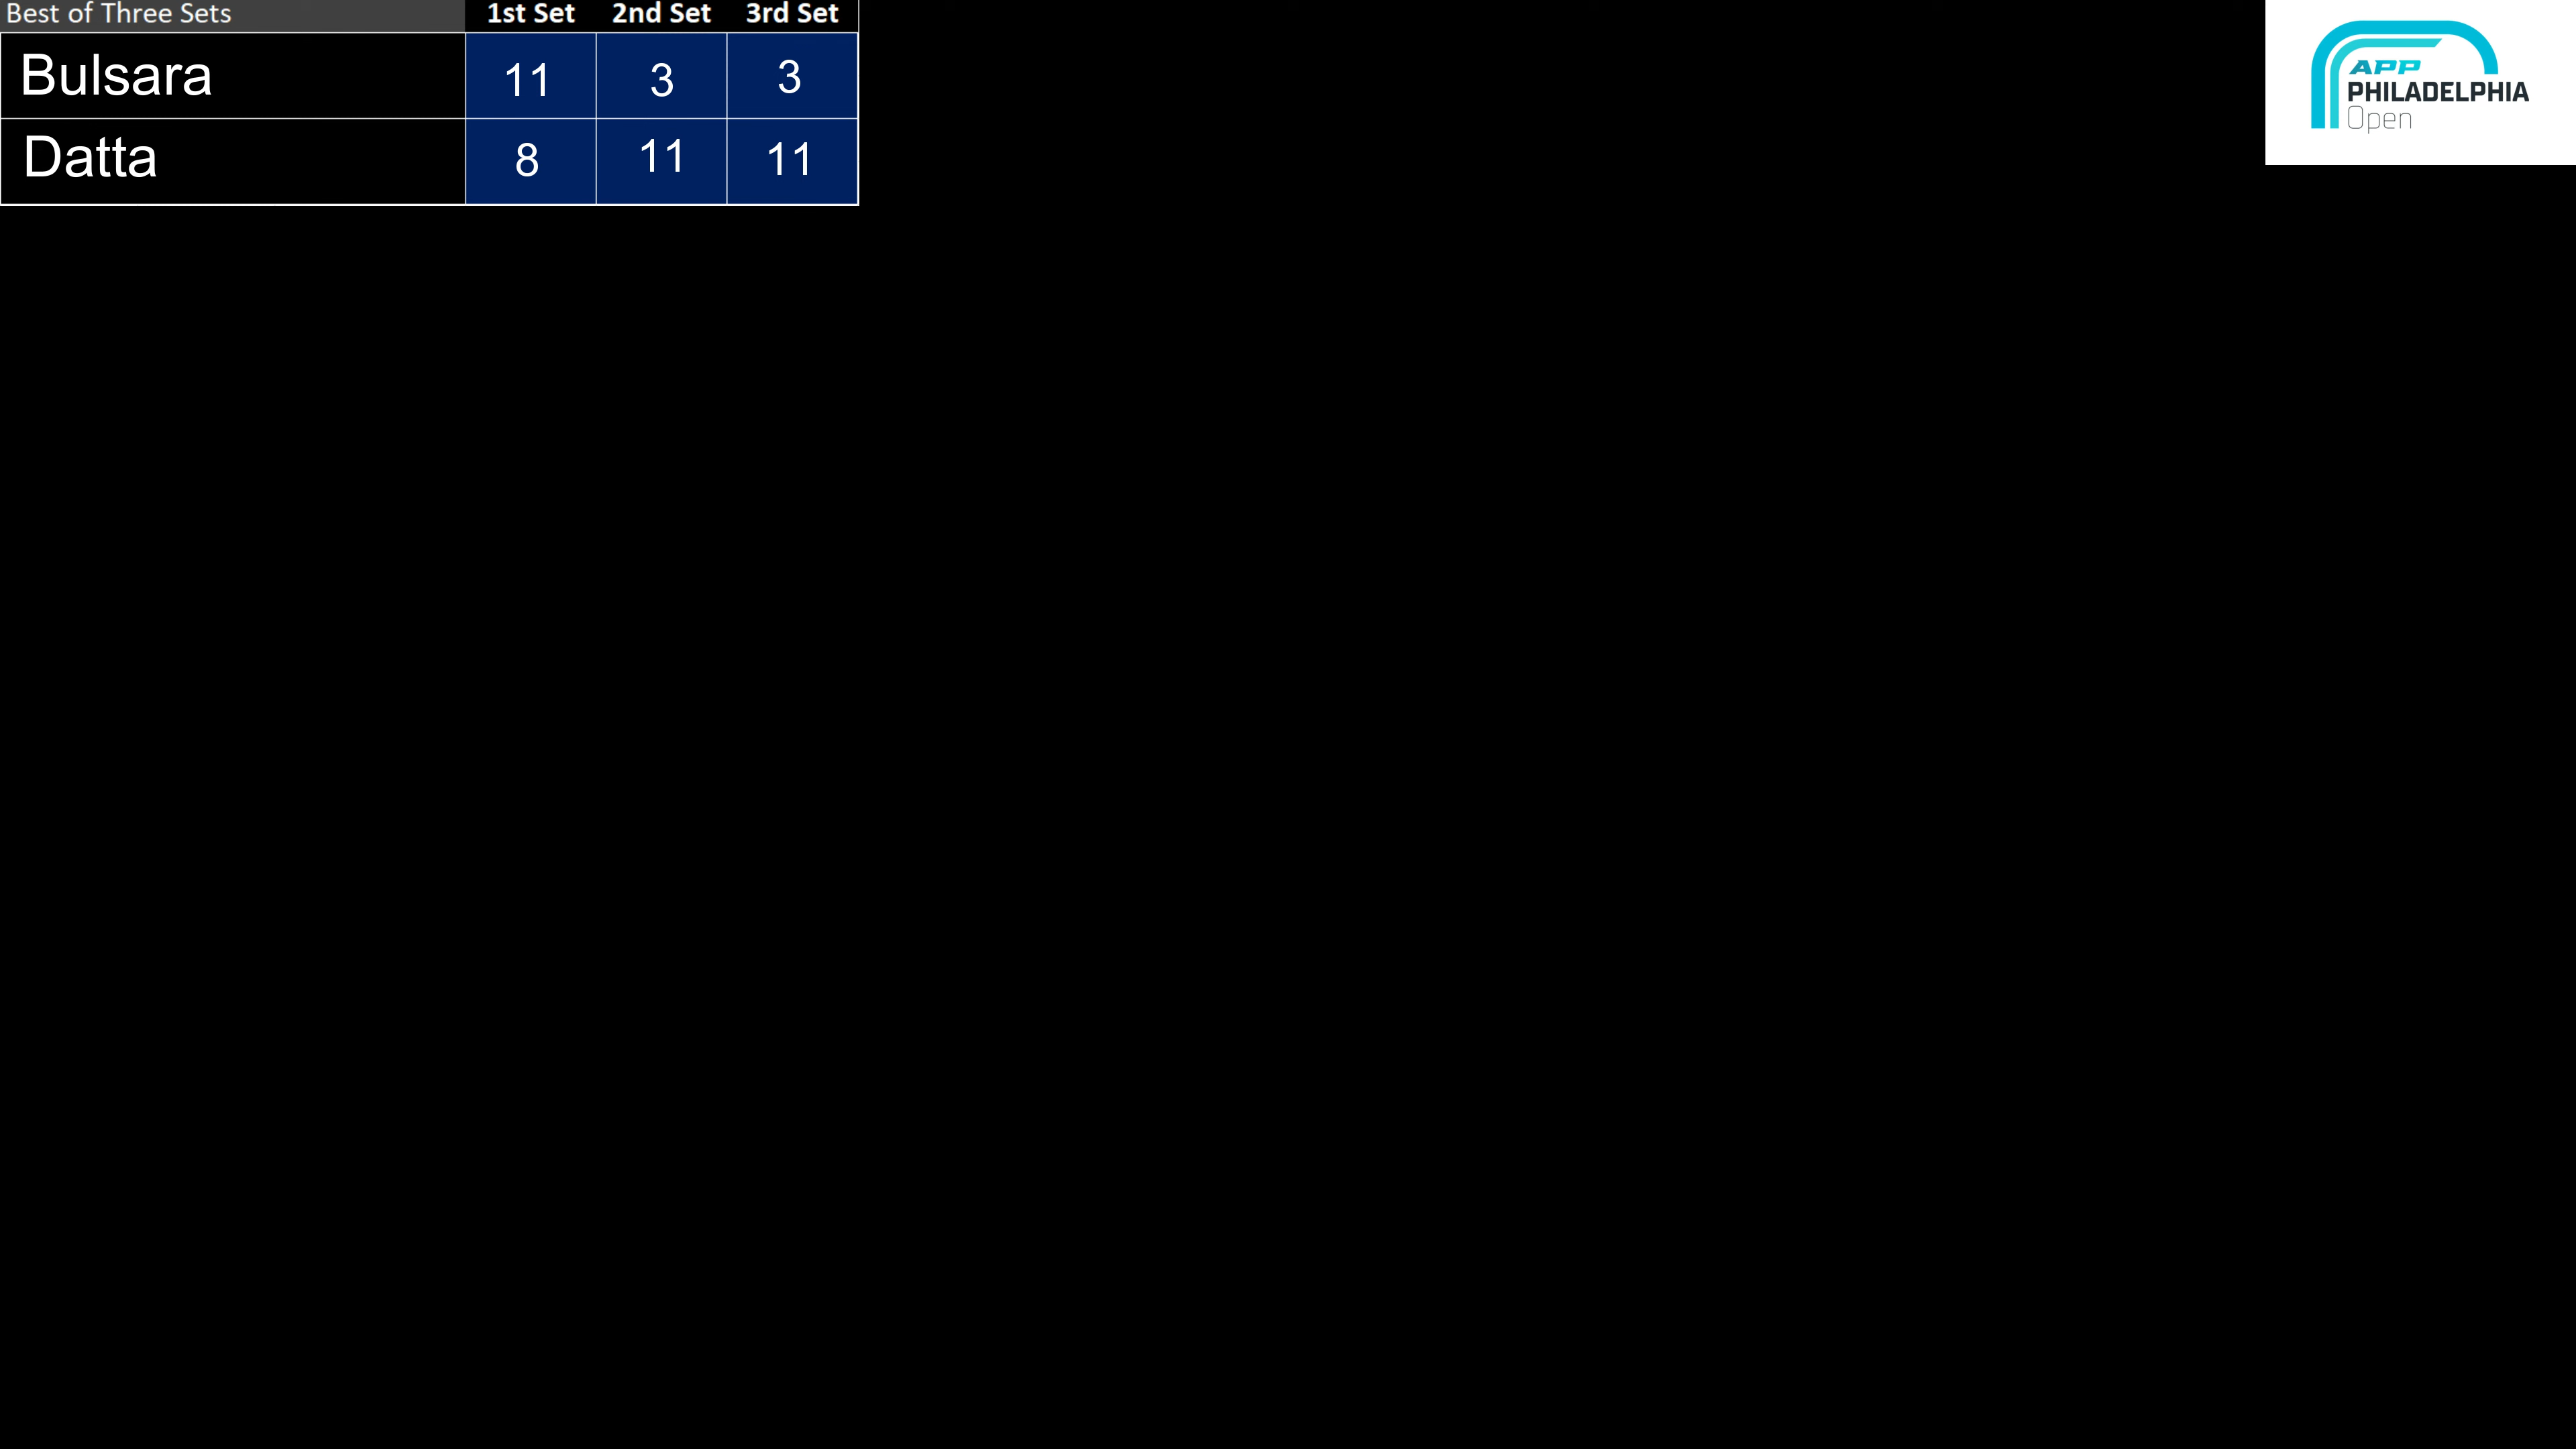 Best of Three Sets 1st Set 2nd Set 3rd Set
Bulsara 11 3 3
Datta 8 11 11
APP
PHILADELPHIA
Open